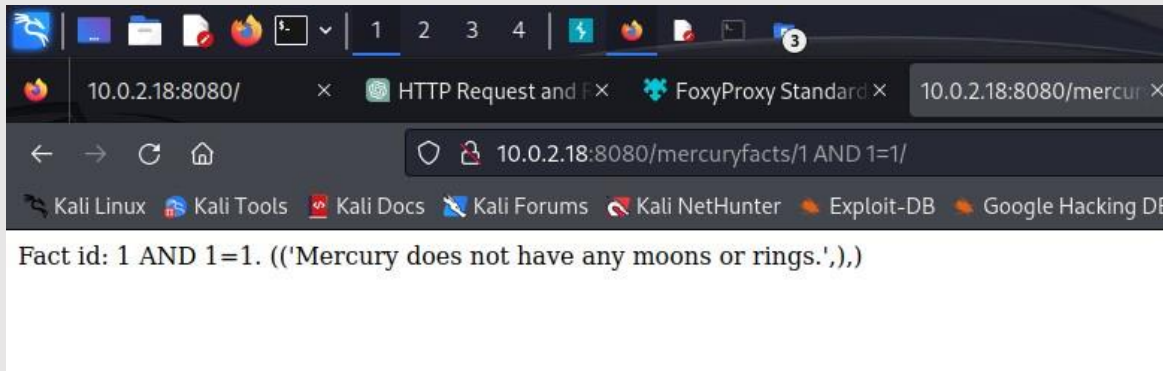 1 2 3 4 3
10.0.2.18:8080/ HTTP Request and FoxyProxy Standard 10.0.2.18:8080/mercur
10.0.2.18:8080/mercuryfacts/1 AND 1=1/
Kali Linux Kali Tools Kali Docs Kali Forums Kali NetHunter Exploit-DB Google Hacking DB
Fact id: 1 AND 1=1. (('Mercury does not have any moons or rings.',),)